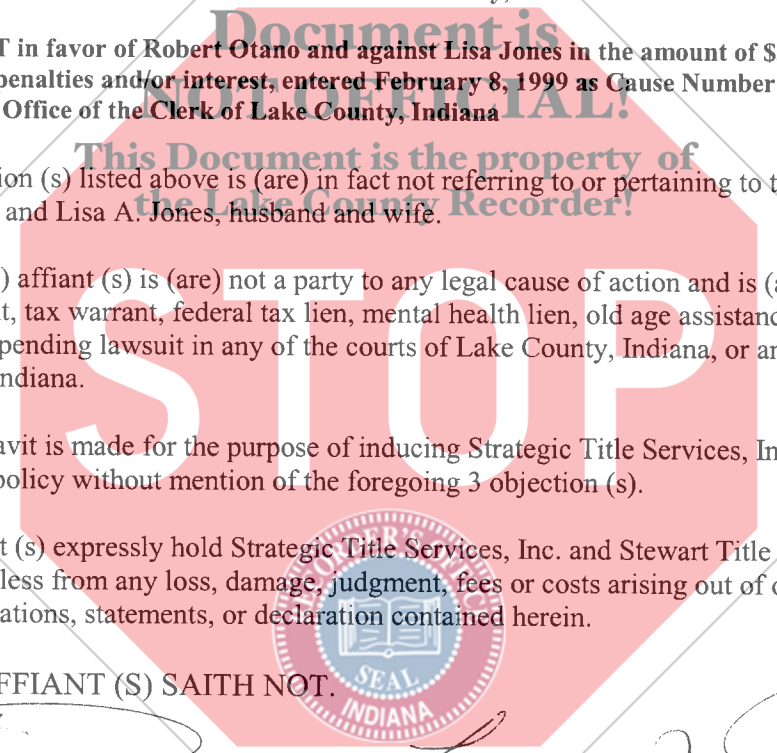 Document is
T in favor of Robert Otano and against Lisa Jones in the amount of $
penalties and/or interest, entered February 8, 1999 as Cause Number
NOT OFFICIAL!
Office of the Clerk of Lake County, Indiana
This Document is the property of
ion (s) listed above is (are) in fact not referring to or pertaining to t
the Lake County Recorder!
and Lisa A. Jones, husband and wife.
) affiant (s) is (are) not a party to any legal cause of action and is (a
t, tax warrant, federal tax lien, mental health lien, old age assistanc
pending lawsuit in any of the courts of Lake County, Indiana, or an
ndiana.
STOP
avit is made for the purpose of inducing Strategic Title Services, In
policy without mention of the foregoing 3 objection (s).
t (s) expressly hold Strategic Title Services, Inc. and Stewart Title
less from any loss, damage, judgment, fees or costs arising out of o
ations, statements, or declaration contained herein.
SEAL
INDIANA
FFIANT (S) SAITH NOT.